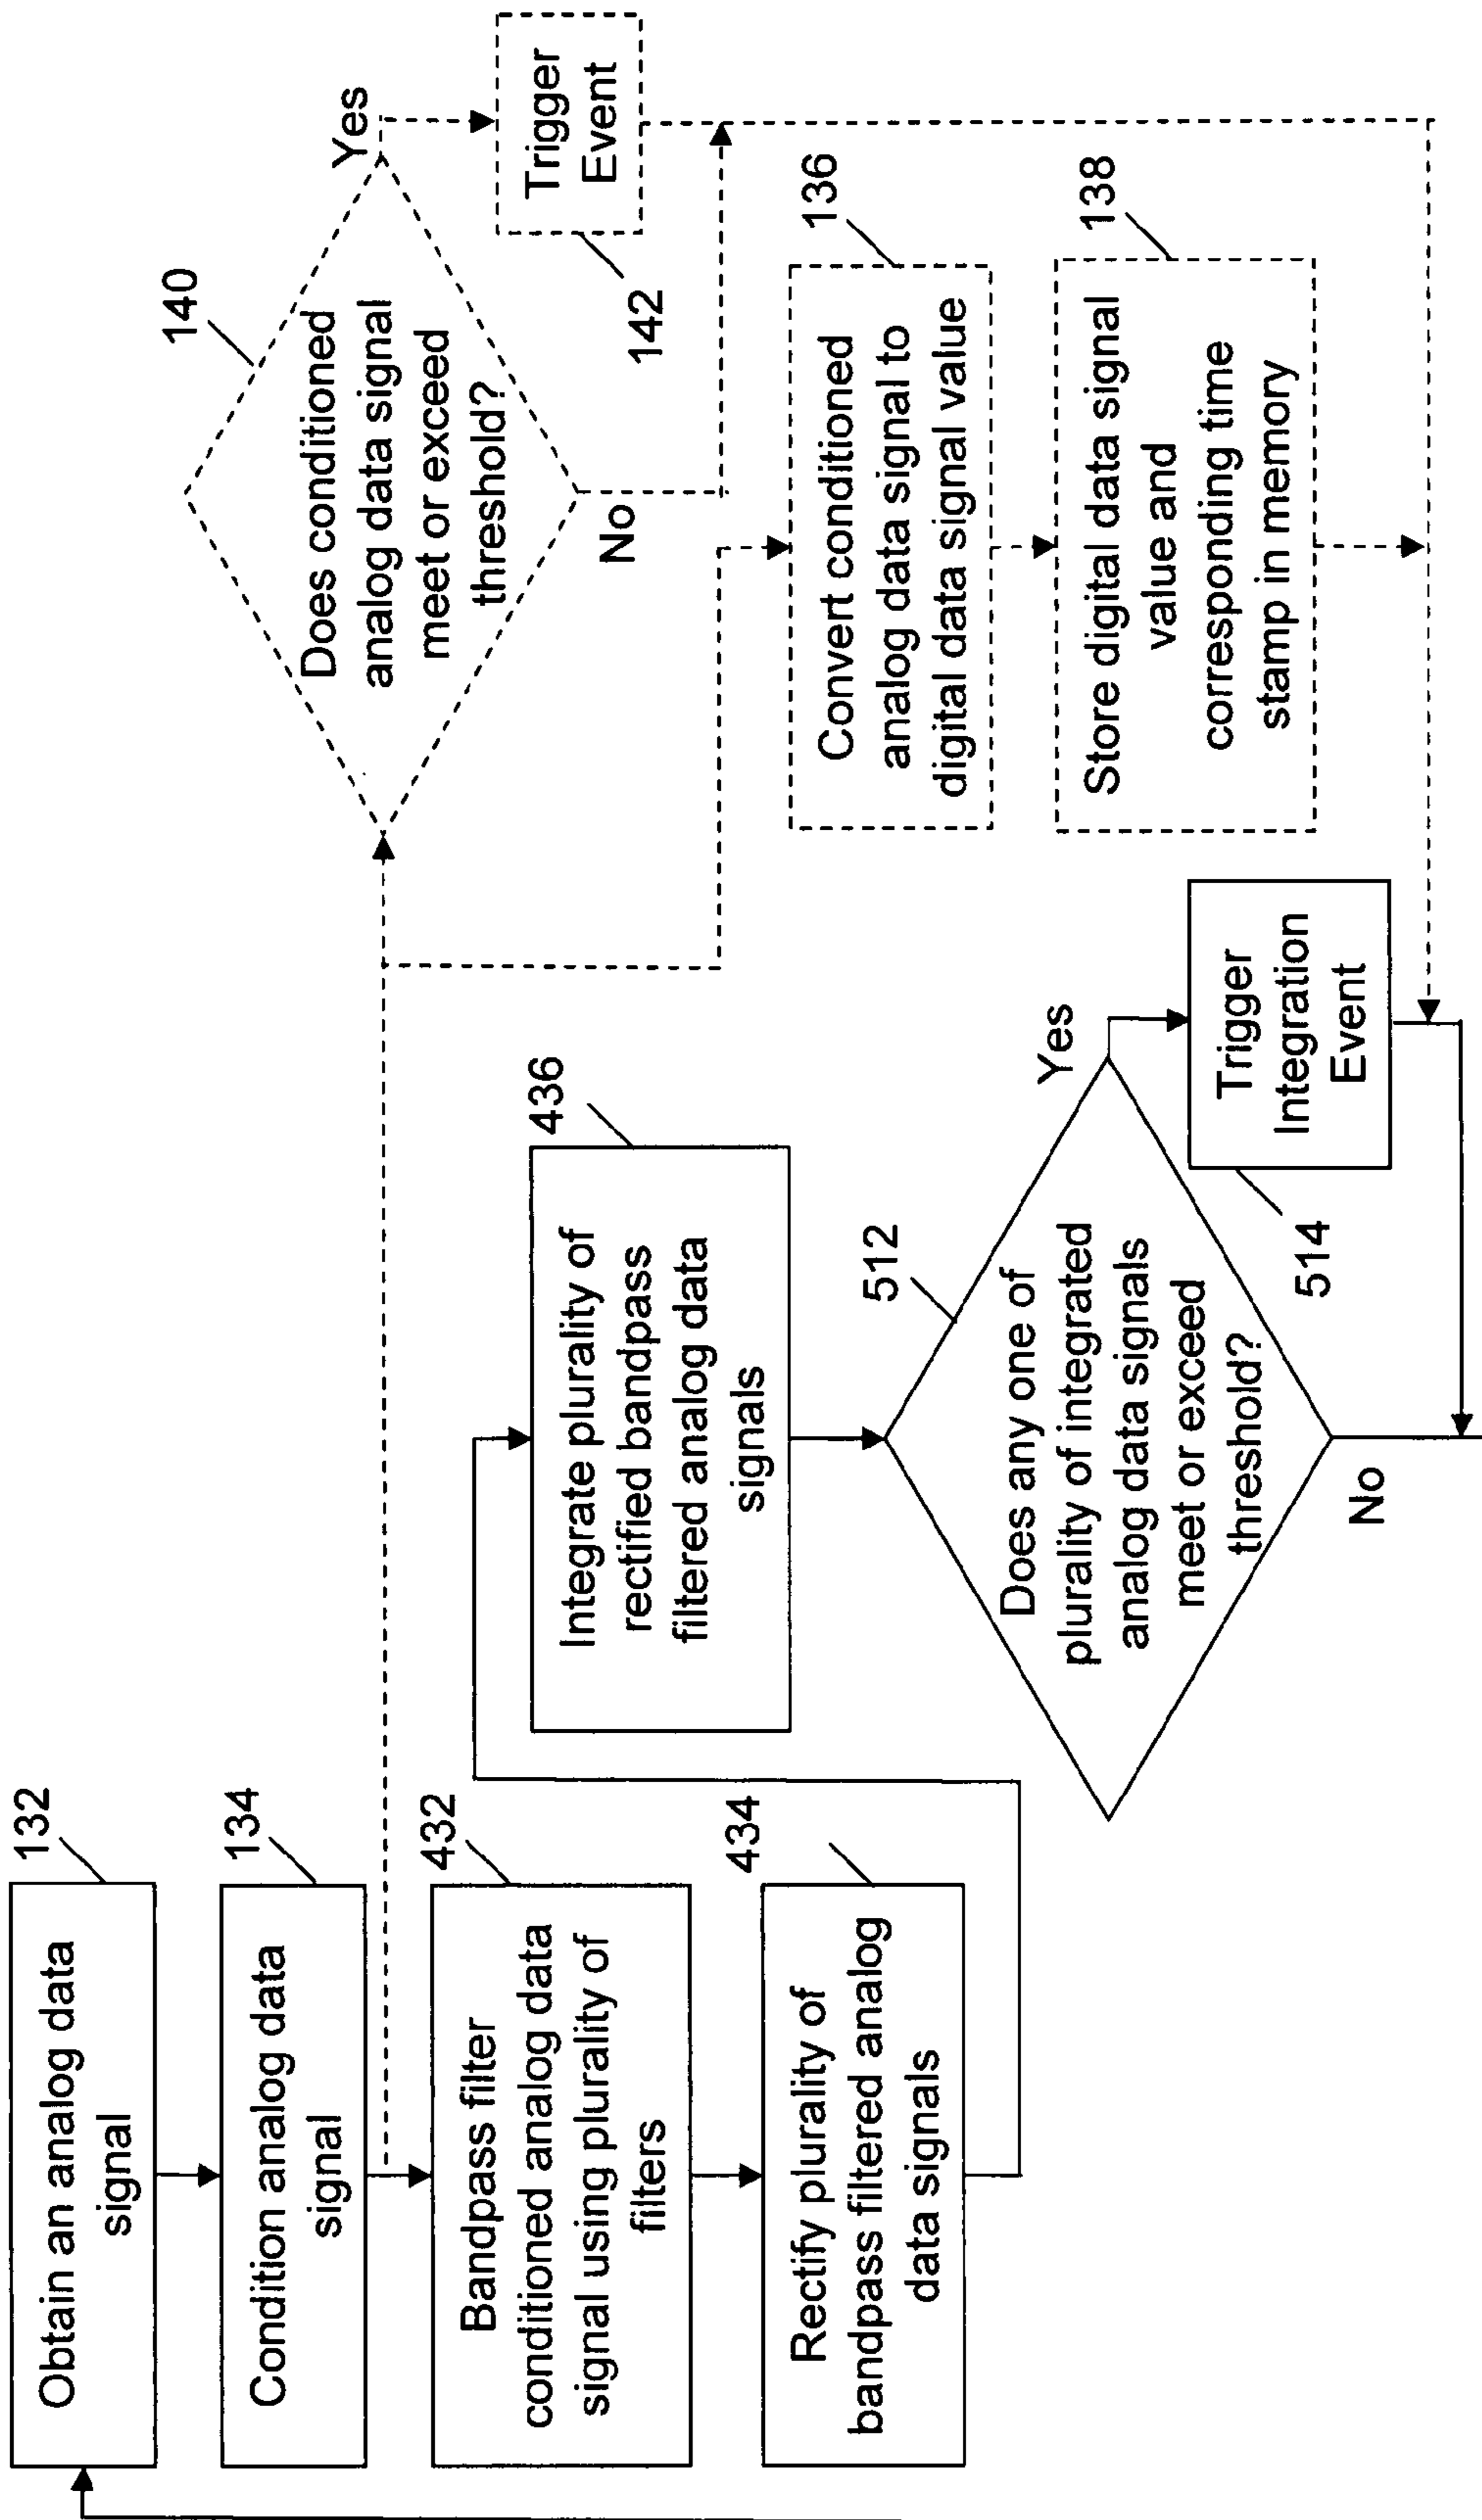 132
Obtain an analog data
signal
134
Condition analog data
signal
432
Bandpass filter
conditioned analog data
signal using plurality of
filters
434
Rectify plurality of
bandpass filtered analog
data signals
436
Integrate plurality of
rectified bandpass
filtered analog data
signals
512
Does any one of
plurality of integrated
analog data signals
meet or exceed
threshold?
Yes
No
514
Trigger
Integration
Event
140
Does conditioned
analog data signal
meet or exceed
threshold?
Yes
No
142
Trigger
Event
136
Convert conditioned
analog data signal to
digital data signal value
138
Store digital data signal
value and
corresponding time
stamp in memory